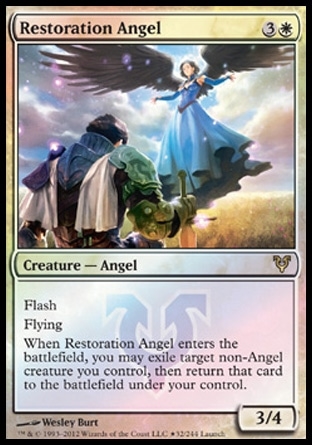 Restoration Angel 3
Creature — Angel
Flash
Flying
When Restoration Angel enters the
battlefield, you may exile target non-Angel
creature you control, then return that card
to the battlefield under your control.
Wesley Burt
™ & © 1993–2012 Wizards of the Coast LLC ★32/244 Launch
3/4